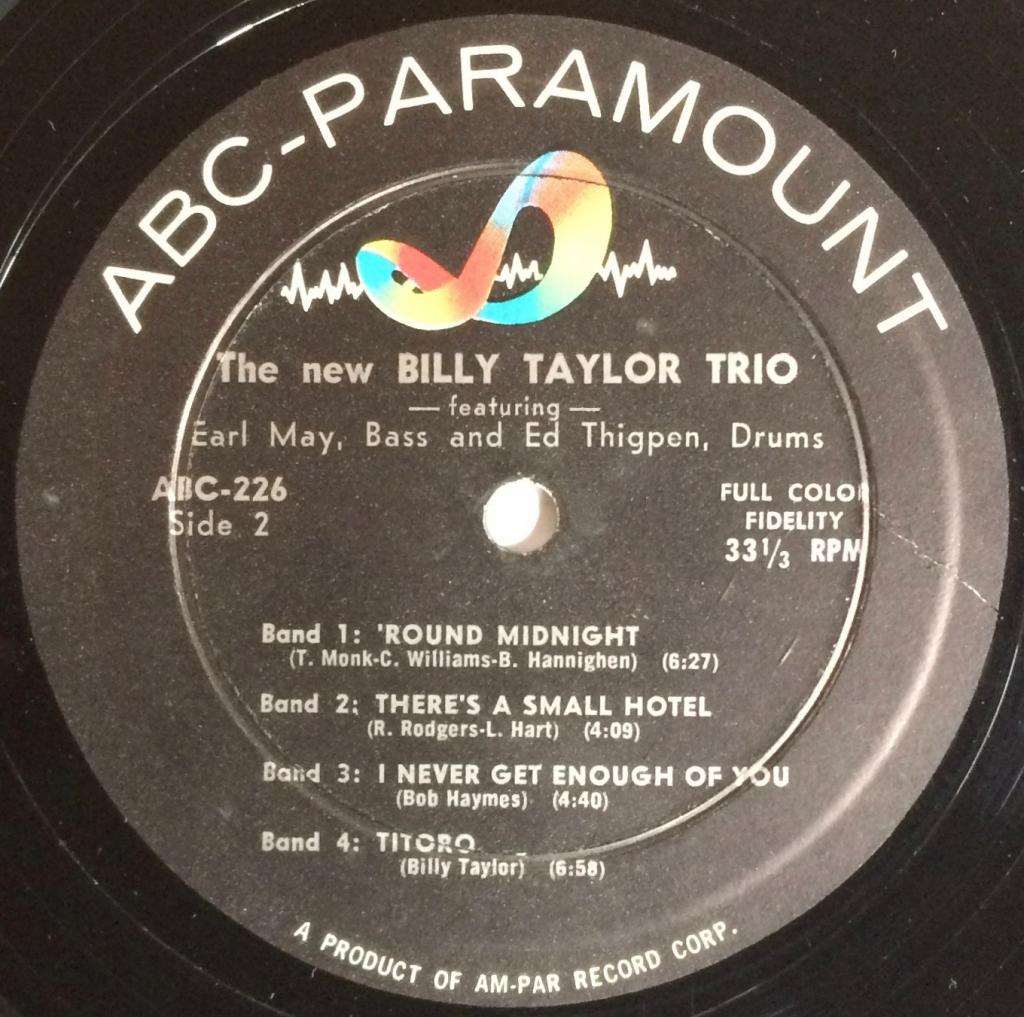 ABC-PARAMOUNT
The new BILLY TAYLOR TRIO
— featuring —
Earl May, Bass and Ed Thigpen, Drums
ABC-226
Side 2
FULL COLOR
FIDELITY
33 1/3 RPM
Band 1: 'ROUND MIDNIGHT
(T. Monk-C. Williams-B. Hannighen) (6:27)
Band 2: THERE'S A SMALL HOTEL
(R. Rodgers-L. Hart) (4:09)
Band 3: I NEVER GET ENOUGH OF YOU
(Bob Haymes) (4:40)
Band 4: TITORO
(Billy Taylor) (6:58)
A PRODUCT OF AM-PAR RECORD CORP.